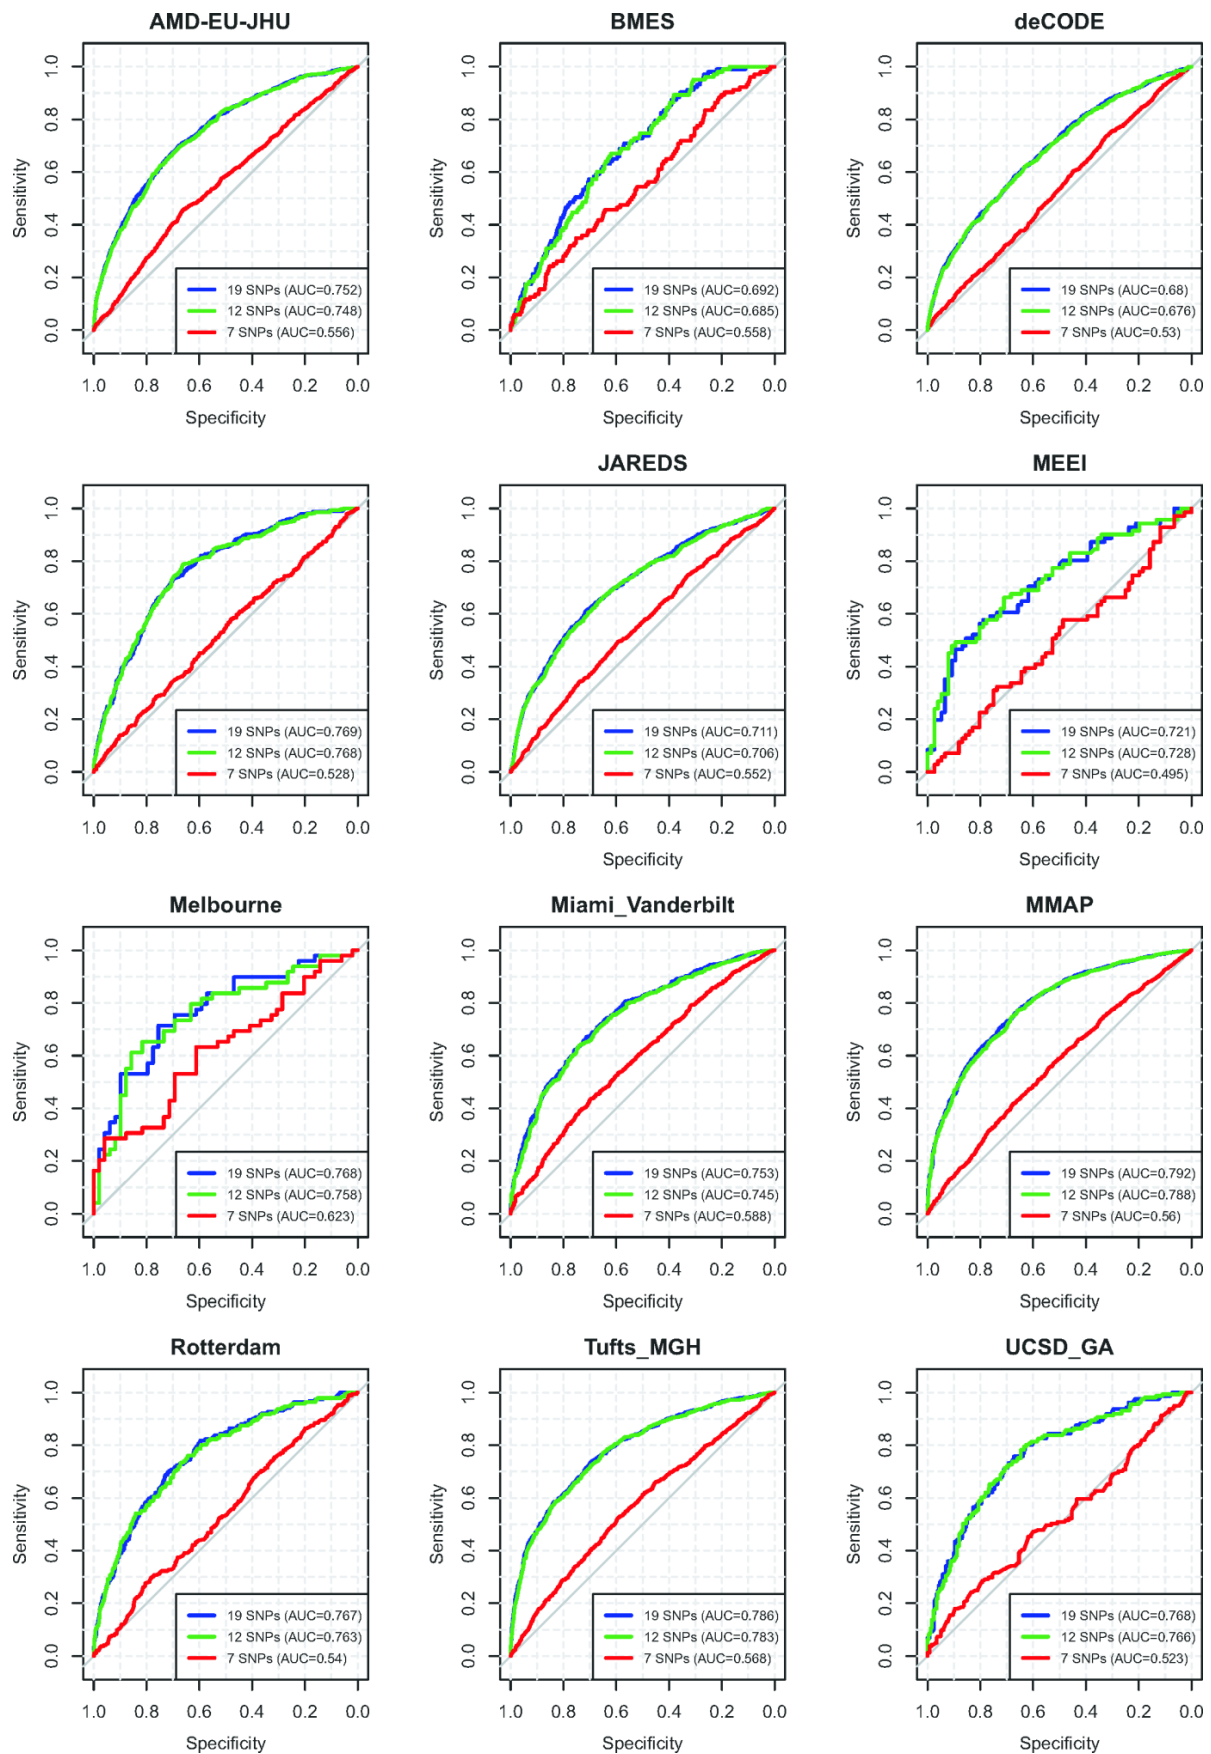 AMD-EU-JHU
Sensitivity
1.0
0.8
0.6
0.4
0.2
0.0
19 SNPs (AUC=0.752)
12 SNPs (AUC=0.748)
7 SNPs (AUC=0.556)
1.0 0.8 0.6 0.4 0.2 0.0
Specificity
BMES
Sensitivity
1.0
0.8
0.6
0.4
0.2
0.0
19 SNPs (AUC=0.692)
12 SNPs (AUC=0.685)
7 SNPs (AUC=0.558)
1.0 0.8 0.6 0.4 0.2 0.0
Specificity
deCODE
Sensitivity
1.0
0.8
0.6
0.4
0.2
0.0
19 SNPs (AUC=0.68)
12 SNPs (AUC=0.676)
7 SNPs (AUC=0.53)
1.0 0.8 0.6 0.4 0.2 0.0
Specificity
Sensitivity
1.0
0.8
0.6
0.4
0.2
0.0
19 SNPs (AUC=0.769)
12 SNPs (AUC=0.768)
7 SNPs (AUC=0.528)
1.0 0.8 0.6 0.4 0.2 0.0
Specificity
JAREDS
Sensitivity
1.0
0.8
0.6
0.4
0.2
0.0
19 SNPs (AUC=0.711)
12 SNPs (AUC=0.706)
7 SNPs (AUC=0.552)
1.0 0.8 0.6 0.4 0.2 0.0
Specificity
MEEI
Sensitivity
1.0
0.8
0.6
0.4
0.2
0.0
19 SNPs (AUC=0.721)
12 SNPs (AUC=0.728)
7 SNPs (AUC=0.495)
1.0 0.8 0.6 0.4 0.2 0.0
Specificity
Melbourne
Sensitivity
1.0
0.8
0.6
0.4
0.2
0.0
19 SNPs (AUC=0.768)
12 SNPs (AUC=0.758)
7 SNPs (AUC=0.623)
1.0 0.8 0.6 0.4 0.2 0.0
Specificity
Miami_Vanderbilt
Sensitivity
1.0
0.8
0.6
0.4
0.2
0.0
19 SNPs (AUC=0.753)
12 SNPs (AUC=0.745)
7 SNPs (AUC=0.588)
1.0 0.8 0.6 0.4 0.2 0.0
Specificity
MMAP
Sensitivity
1.0
0.8
0.6
0.4
0.2
0.0
19 SNPs (AUC=0.792)
12 SNPs (AUC=0.788)
7 SNPs (AUC=0.56)
1.0 0.8 0.6 0.4 0.2 0.0
Specificity
Rotterdam
Sensitivity
1.0
0.8
0.6
0.4
0.2
0.0
19 SNPs (AUC=0.767)
12 SNPs (AUC=0.763)
7 SNPs (AUC=0.54)
1.0 0.8 0.6 0.4 0.2 0.0
Specificity
Tufts_MGH
Sensitivity
1.0
0.8
0.6
0.4
0.2
0.0
19 SNPs (AUC=0.786)
12 SNPs (AUC=0.783)
7 SNPs (AUC=0.568)
1.0 0.8 0.6 0.4 0.2 0.0
Specificity
UCSD_GA
Sensitivity
1.0
0.8
0.6
0.4
0.2
0.0
19 SNPs (AUC=0.768)
12 SNPs (AUC=0.766)
7 SNPs (AUC=0.523)
1.0 0.8 0.6 0.4 0.2 0.0
Specificity